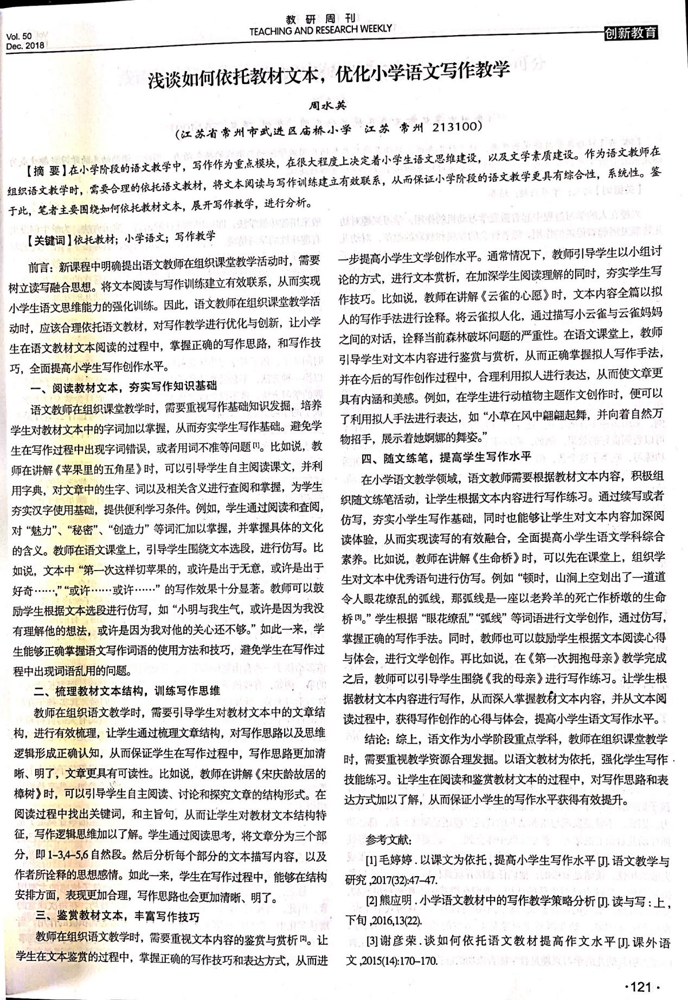 教研周刊
TEACHING AND RESEARCH WEEKLY
Vol. 50
Dec. 2018
创新教育
浅谈如何依托教材文本，优化小学语文写作教学
周水英
（江苏省常州市武进区庙桥小学 江苏 常州 213100）
【摘 要】在小学阶段的语文教学中，写作作为重点模块，在很大程度上决定着小学生语文思维建设，以及文学素质建设。作为语文教师在
组织语文教学时，需要合理的依托语文教材，将文本阅读与写作训练建立有效联系，从而保证小学阶段的语文教学更具有综合性，系统性。鉴
于此，笔者主要围绕如何依托教材文本，展开写作教学，进行分析。
【关键词】依托教材；小学语文；写作教学
前言：新课程中明确提出语文教师在组织课堂教学活动时，需要
树立读写融合思想。将文本阅读与写作训练建立有效联系，从而实现
小学生语文思维能力的强化训练。因此，语文教师在组织课堂教学活
动时，应该合理依托语文教材，对写作教学进行优化与创新，让小学
生在语文教材文本阅读的过程中，掌握正确的写作思路，和写作技
巧，全面提高小学生写作创作水平。
一、阅读教材文本，夯实写作知识基础
语文教师在组织课堂教学时，需要重视写作基础知识发掘，培养
学生对教材文本中的字词加以掌握，从而夯实学生写作基础。避免学
生在写作过程中出现字词错误，或者用词不准等问题[1]。比如说，教
师在讲解《苹果里的五角星》时，可以引导学生自主阅读课文，并利
用字典，对文章中的生字、词以及相关含义进行查阅和掌握，为学生
夯实汉字使用基础，提供便利学习条件。例如，学生通过阅读和查阅，
对“魅力”、“秘密”、“创造力”等词汇加以掌握，并掌握具体的文化
的含义。教师在语文课堂上，引导学生围绕文本选段，进行仿写。比
如说，文本中“第一次这样切苹果的，或许是出于无意，或许是出于
好奇……，”“或许……或许……”的写作效果十分显著。教师可以鼓
励学生根据文本选段进行仿写，如“小明与我生气，或许是因为我没
有理解他的想法，或许是因为我对他的关心还不够。”如此一来，学
生能够正确掌握语文写作词语的使用方法和技巧，避免学生在写作过
程中出现词语乱用的问题。
二、梳理教材文本结构，训练写作思维
教师在组织语文教学时，需要引导学生对教材文本中的文章结
构，进行有效梳理，让学生通过梳理文章结构，对写作思路以及思维
逻辑形成正确认知，从而保证学生在写作过程中，写作思路更加清
晰、明了，文章更具有可读性。比如说，教师在讲解《宋庆龄故居的
樟树》时，可以引导学生自主阅读、讨论和探究文章的结构形式。在
阅读过程中找出关键词，和主旨句，从而让学生对教材文本结构特
征，写作逻辑思维加以了解。学生通过阅读思考，将文章分为三个部
分，即1-3,4-5,6自然段。然后分析每个部分的文本描写内容，以及
作者所诠释的思想感情。如此一来，学生在写作过程中，能够在结构
安排方面，表现更加合理，写作思路也会更加清晰、明了。
三、鉴赏教材文本，丰富写作技巧
教师在组织语文教学时，需要重视文本内容的鉴赏与赏析[2]。让
学生在文本鉴赏的过程中，掌握正确的写作技巧和表达方式，从而进
一步提高小学生文学创作水平。通常情况下，教师引导学生以小组讨
论的方式，进行文本赏析，在加深学生阅读理解的同时，夯实学生写
作技巧。比如说，教师在讲解《云雀的心愿》时，文本内容全篇以拟
人的写作手法进行诠释。将云雀拟人化，通过描写小云雀与云雀妈妈
之间的对话，诠释当前森林破坏问题的严重性。在语文课堂上，教师
引导学生对文本内容进行鉴赏与赏析，从而正确掌握拟人写作手法，
并在今后的写作创作过程中，合理利用拟人进行表达，从而使文章更
具有内涵和美感。例如，在学生进行动植物主题作文创作时，便可以
了利用拟人手法进行表达，如“小草在风中翩翩起舞，并向着自然万
物招手，展示着她婀娜的舞姿。”
四、随文练笔，提高学生写作水平
在小学语文教学领域，语文教师需要根据教材文本内容，积极组
织随文练笔活动，让学生根据文本内容进行写作练习。通过续写或者
仿写，夯实小学生写作基础，同时也能够让学生对文本内容加深阅
读体验，从而实现读写的有效融合，全面提高小学生语文学科综合
素养。比如说，教师在讲解《生命桥》时，可以先在课堂上，组织学
生对文本中优秀语句进行仿写。例如“顿时，山涧上空划出了一道道
令人眼花缭乱的弧线，那弧线是一座以老羚羊的死亡作桥墩的生命
桥[3]。”学生根据“眼花缭乱”“弧线”等词语进行文学创作，通过仿写，
掌握正确的写作手法。同时，教师也可以鼓励学生根据文本阅读心得
与体会，进行文学创作。再比如说，在《第一次拥抱母亲》教学完成
之后，教师可以引导学生围绕《我的母亲》进行写作练习。让学生根
据教材文本内容进行写作，从而深入掌握教材文本内容，并从文本阅
读过程中，获得写作创作的心得与体会，提高小学生语文写作水平。
结论：综上，语文作为小学阶段重点学科，教师在组织课堂教学
时，需要重视教学资源合理发掘。以语文教材为依托，强化学生写作
技能练习。让学生在阅读和鉴赏教材文本的过程中，对写作思路和表
达方式加以了解，从而保证小学生的写作水平获得有效提升。
参考文献：
[1]毛婷婷.以课文为依托，提高小学生写作水平[J].语文教学与
研究,2017(32):47-47.
[2]熊应明.小学语文教材中的写作教学策略分析[J].读与写：上，
下旬,2016,13(22).
[3]谢彦荣.谈如何依托语文教材提高作文水平[J].课外语
文,2015(14):170-170.
·121·